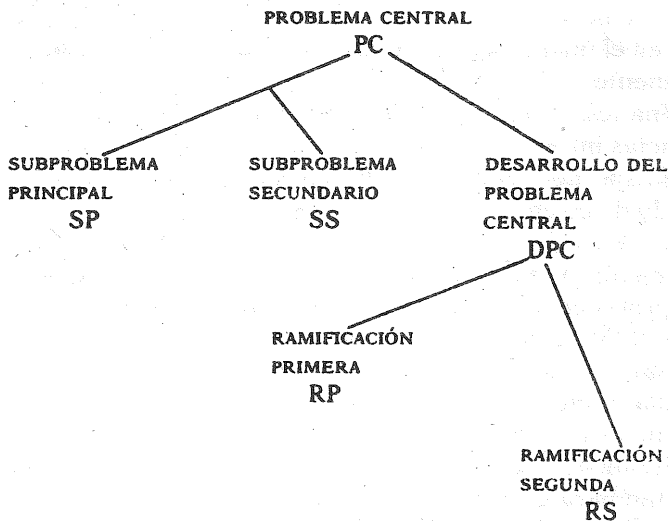 PROBLEMA CENTRAL
PC
SUBPROBLEMA
PRINCIPAL
SP
SUBPROBLEMA
SECUNDARIO
SS
DESARROLLO DEL
PROBLEMA
CENTRAL
DPC
RAMIFICACIÓN
PRIMERA
RP
RAMIFICACIÓN
SEGUNDA
RS